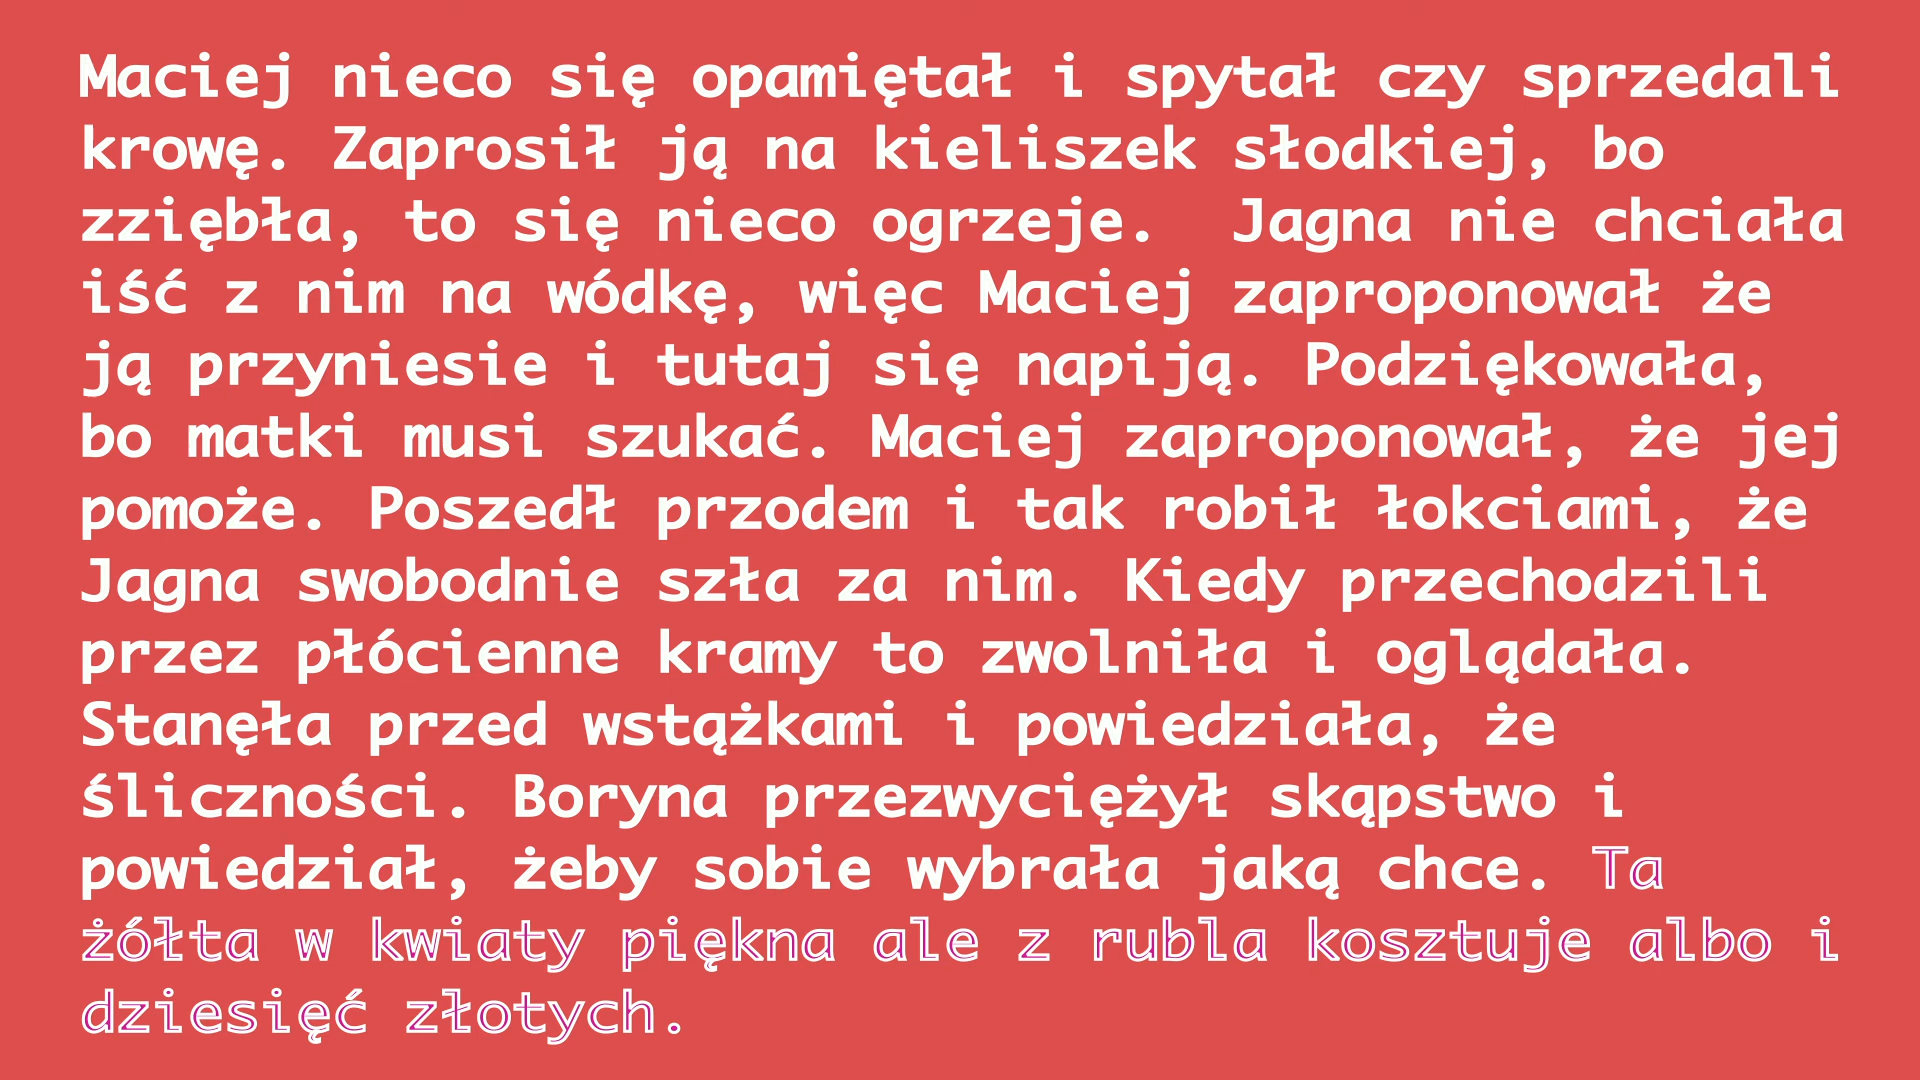 Maciej nieco się opamiętał i spytał czy sprzedali
krowę. Zaprosił ją na kieliszek słodkiej, bo
zziębła, to się nieco ogrzeje.  Jagna nie chciała
iść z nim na wódkę, więc Maciej zaproponował że
ją przyniesie i tutaj się napiją. Podziękowała,
bo matki musi szukać. Maciej zaproponował, że jej
pomoże. Poszedł przodem i tak robił łokciami, że
Jagna swobodnie szła za nim. Kiedy przechodzili
przez płócienne kramy to zwolniła i oglądała.
Stanęła przed wstążkami i powiedziała, że
śliczności. Boryna przezwyciężył skąpstwo i
powiedział, żeby sobie wybrała jaką chce. Ta
żółta w kwiaty piękna ale z rubla kosztuje albo i
dziesięć złotych.